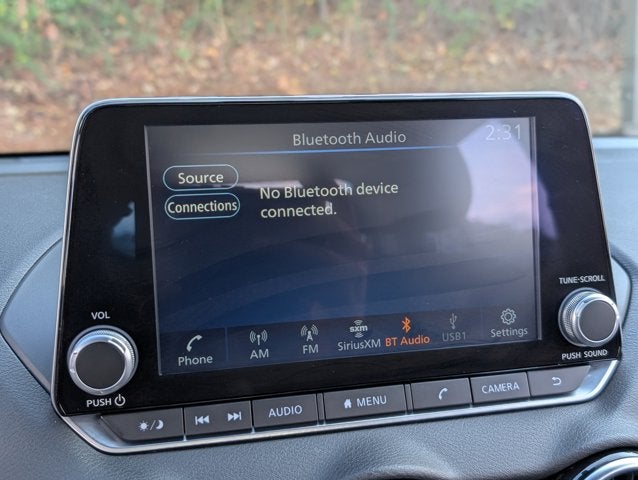 Bluetooth Audio
2:31
Source
Connections
No Bluetooth device
connected.
Phone
AM
FM
sxm
SiriusXM
BT Audio
USB1
Settings
VOL
PUSH
TUNE·SCROLL
PUSH SOUND
AUDIO
MENU
CAMERA